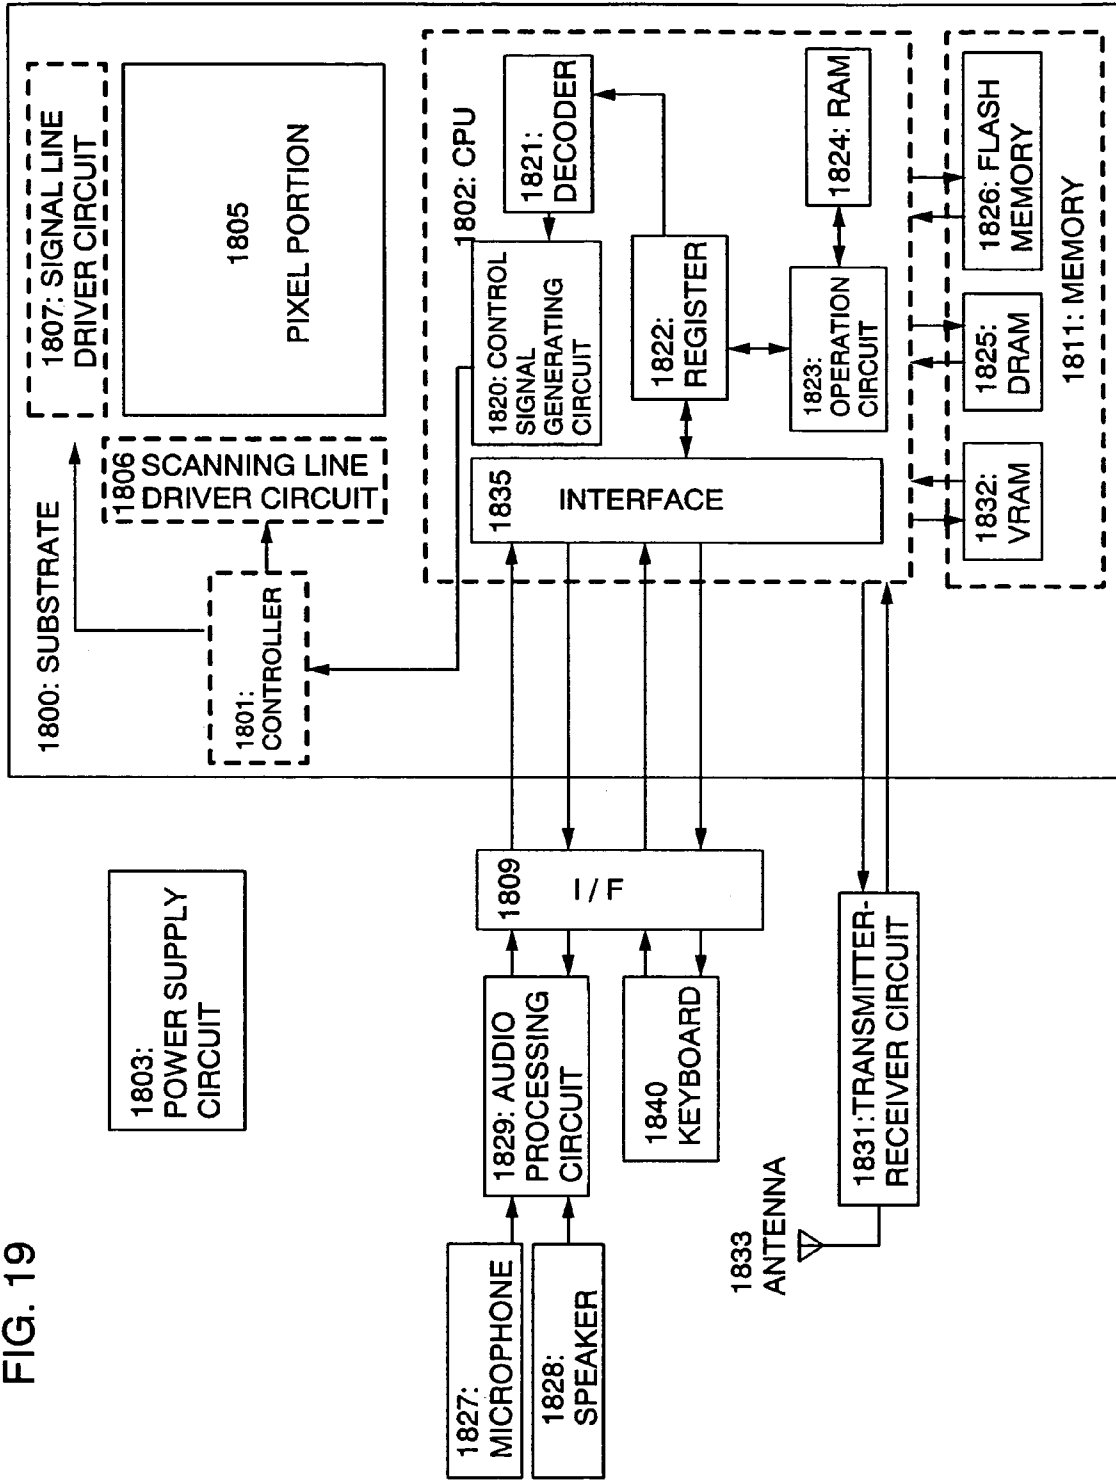 FIG. 19
1803:
POWER SUPPLY
CIRCUIT
1827:
MICROPHONE
1828:
SPEAKER
1829: AUDIO
PROCESSING
CIRCUIT
1840
KEYBOARD
1833
ANTENNA
1831:TRANSMITTER-
RECEIVER CIRCUIT
1809
I / F
1800: SUBSTRATE
1801:
CONTROLLER
1806
SCANNING LINE
DRIVER CIRCUIT
1807: SIGNAL LINE
DRIVER CIRCUIT
1805
PIXEL PORTION
1802: CPU
1835
INTERFACE
1820: CONTROL
SIGNAL
GENERATING
CIRCUIT
1821:
DECODER
1822:
REGISTER
1823:
OPERATION
CIRCUIT
1824: RAM
1832:
VRAM
1825:
DRAM
1826: FLASH
MEMORY
1811: MEMORY